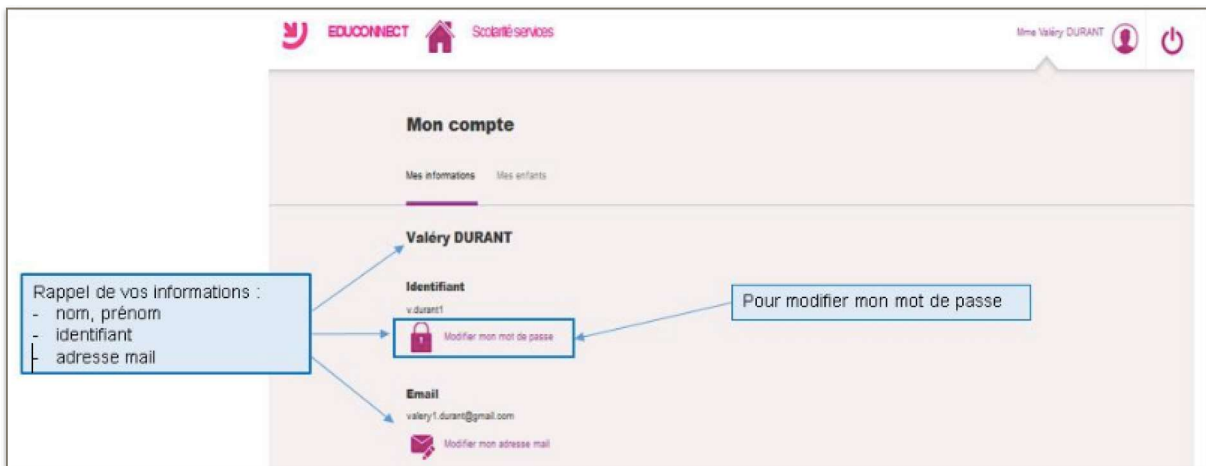 EDUCONNECT Scolarité services Mme Valéry DURANT
Mon compte
Mes informations Mes enfants
Valéry DURANT
Identifiant
v.durant1
Modifier mon mot de passe
Email
valery1.durant@gmail.com
Modifier mon adresse mail
Rappel de vos informations :
- nom, prénom
- identifiant
- adresse mail
Pour modifier mon mot de passe